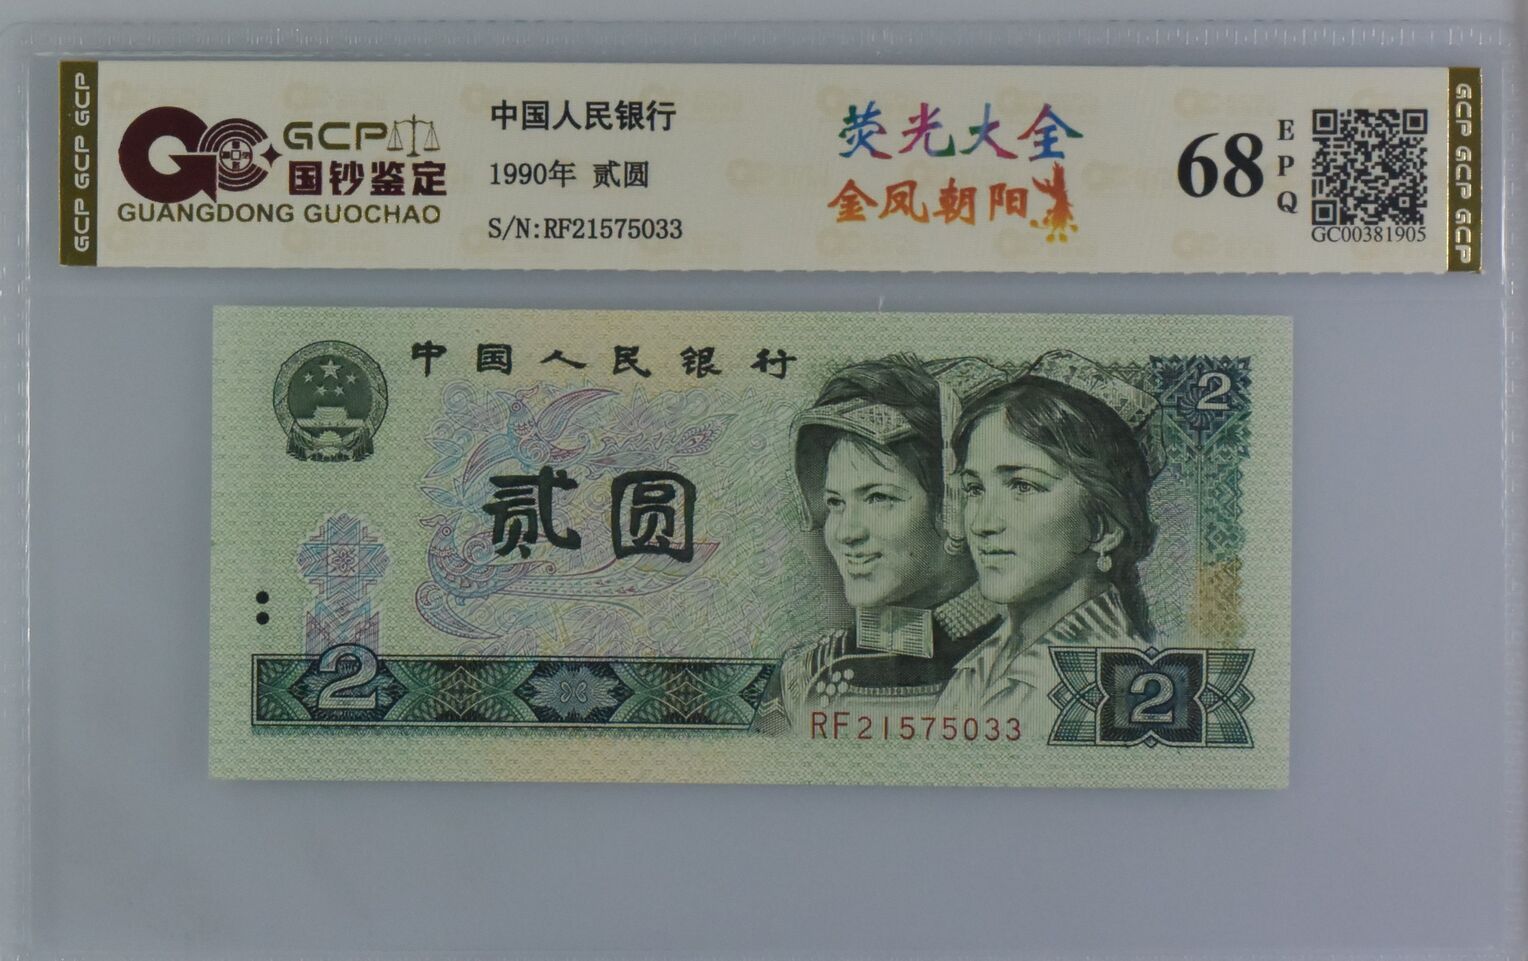 GCP GCP GCP
GCP
国钞鉴定
GUANGDONG GUOCHAO
中国人民银行
1990年 贰圆
S/N:RF21575033
荧光大全
金凤朝阳
68
EPQ
GC00381905
GCP GCP GCP
中国人民银行
2
贰圆
2
2
RF21575033